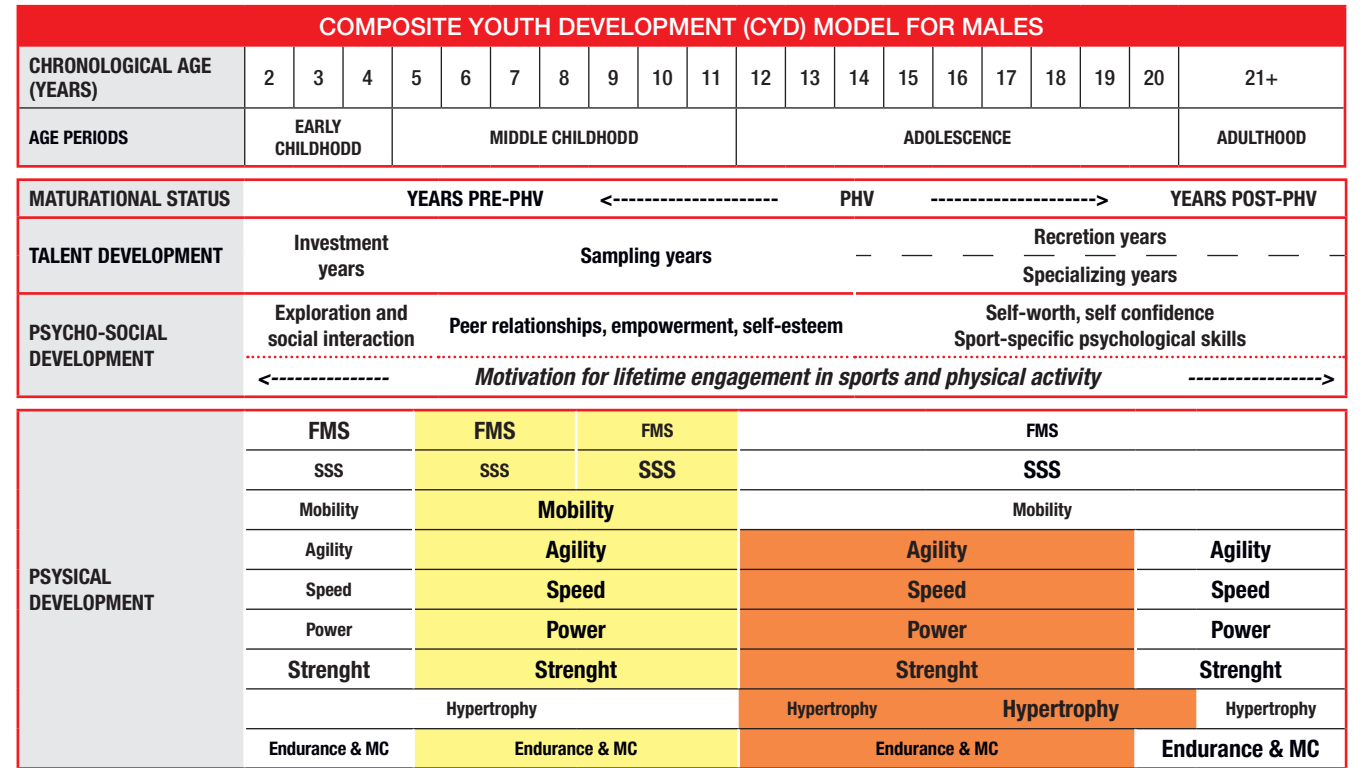 COMPOSITE YOUTH DEVELOPMENT (CYD) MODEL FOR MALES
CHRONOLOGICAL AGE
(YEARS)
2 3 4 5 6 7 8 9 10 11 12 13 14 15 16 17 18 19 20 21+
AGE PERIODS
EARLY
CHILDHODD
MIDDLE CHILDHODD
ADOLESCENCE
ADULTHOOD
MATURATIONAL STATUS
YEARS PRE-PHV <---------------------- PHV ----------------------> YEARS POST-PHV
TALENT DEVELOPMENT
Investment
years
Sampling years
Recretion years
Specializing years
PSYCHO-SOCIAL
DEVELOPMENT
Exploration and
social interaction
Peer relationships, empowerment, self-esteem
Self-worth, self confidence
Sport-specific psychological skills
<--------------- Motivation for lifetime engagement in sports and physical activity ----------------->
PSYSICAL
DEVELOPMENT
FMS FMS FMS FMS
SSS SSS SSS SSS
Mobility Mobility Mobility
Agility Agility Agility Agility
Speed Speed Speed Speed
Power Power Power Power
Strenght Strenght Strenght Strenght
Hypertrophy Hypertrophy Hypertrophy Hypertrophy
Endurance & MC Endurance & MC Endurance & MC Endurance & MC